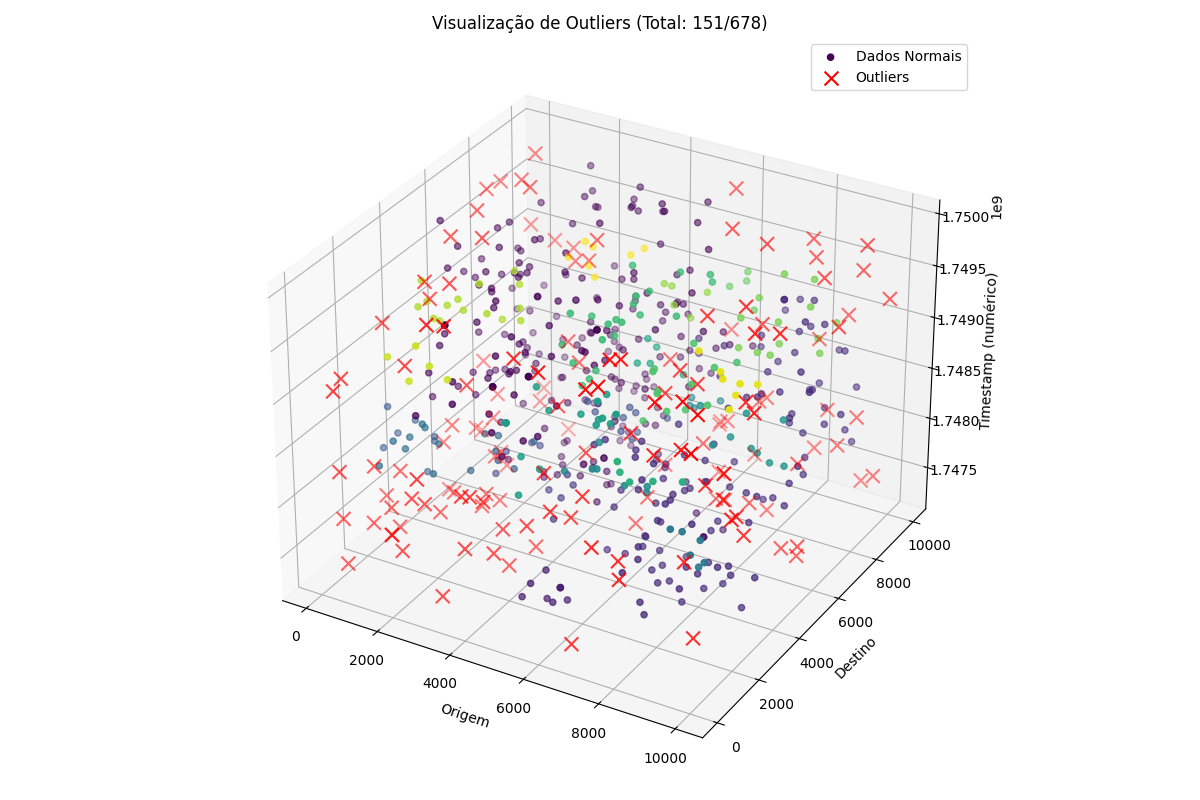 Visualização de Outliers (Total: 151/678)
Dados Normais
Outliers
1e9
1.7500
1.7495
1.7490
1.7485
1.7480
1.7475
Timestamp (numérico)
10000
8000
6000
4000
2000
0
Destino
0
2000
4000
6000
8000
10000
Origem